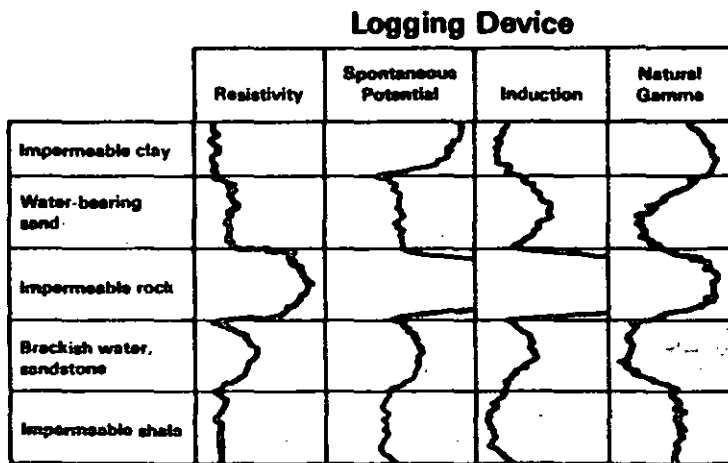 Logging Device
Resistivity
Spontaneous
Potential
Induction
Natural
Gamma
Impermeable clay
Water-bearing
sand
Impermeable rock
Brackish water,
sandstone
Impermeable shale